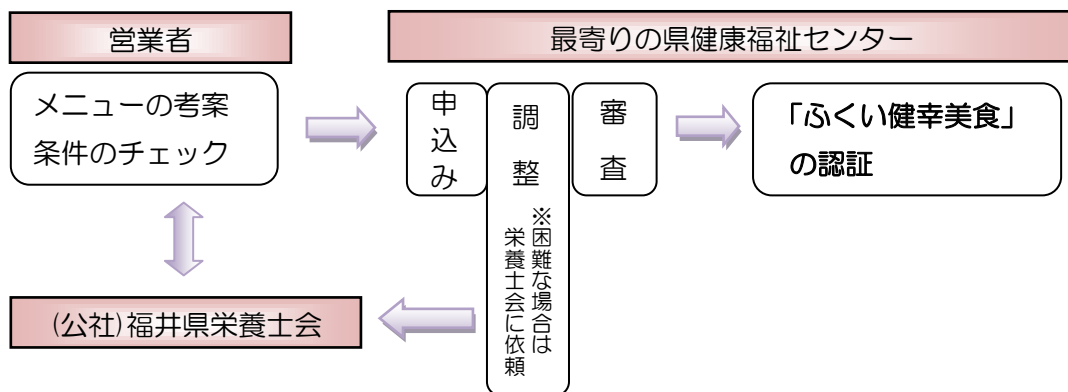 営業者
最寄りの県健康福祉センター
メニューの考案
条件のチェック
申込み
調整
※困難な場合は
栄養士会に依頼
審査
「ふくい健幸美食」
の認証
(公社)福井県栄養士会